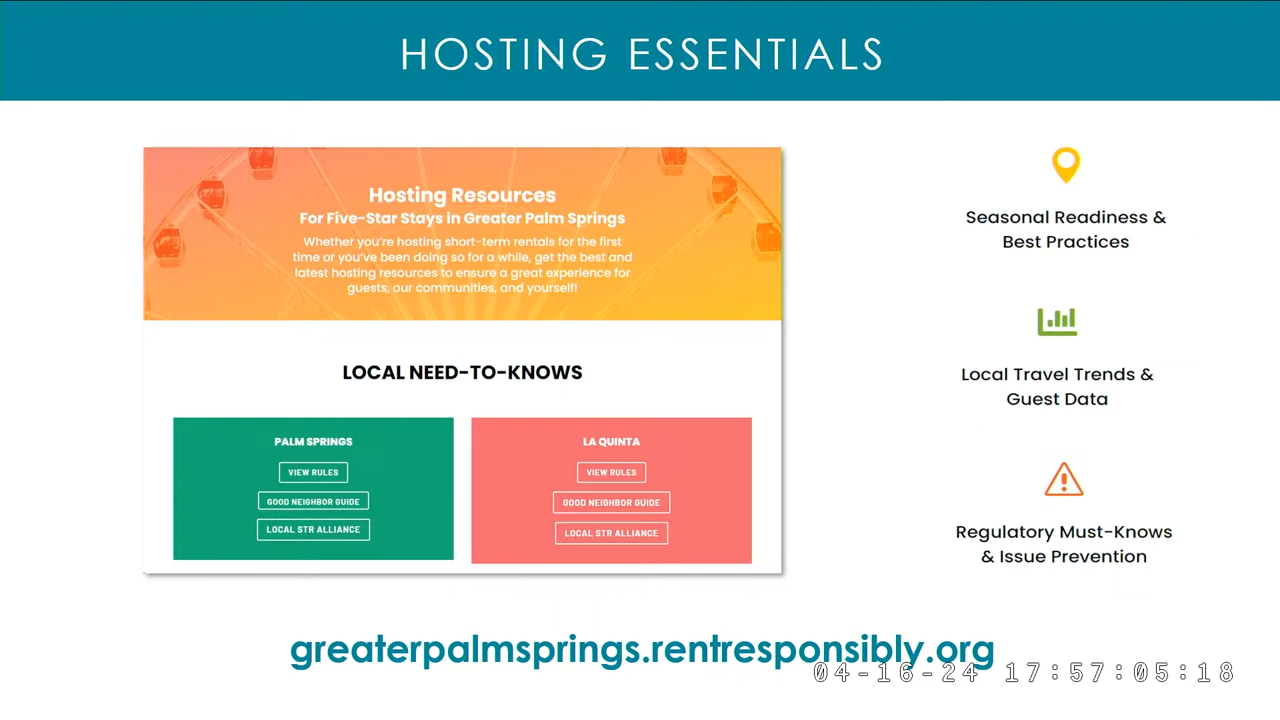 HOSTING ESSENTIALS
Hosting Resources
For Five-Star Stays in Greater Palm Springs
Whether you're hosting short-term rentals for the first
time or you've been doing so for a while, get the best and
latest hosting resources to ensure a great experience for
guests, our communities, and yourself!
LOCAL NEED-TO-KNOWS
PALM SPRINGS
VIEW RULES
GOOD NEIGHBOR GUIDE
LOCAL STR ALLIANCE
LA QUINTA
VIEW RULES
GOOD NEIGHBOR GUIDE
LOCAL STR ALLIANCE
Seasonal Readiness &
Best Practices
Local Travel Trends &
Guest Data
Regulatory Must-Knows
& Issue Prevention
greaterpalmsprings.rentresponsibly.org
04-16-24 17:57:05:18